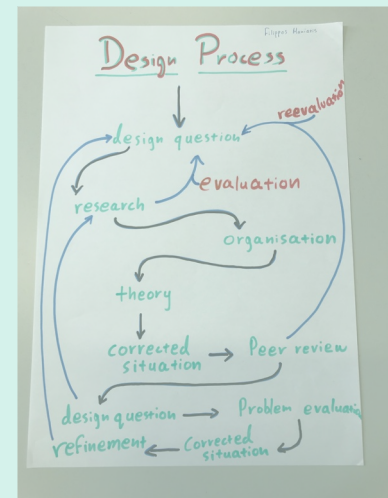 Design Process
reevaluation
design question
evaluation
research
organisation
theory
corrected situation
Peer review
design question
Problem evaluation
Corrected situation
refinement